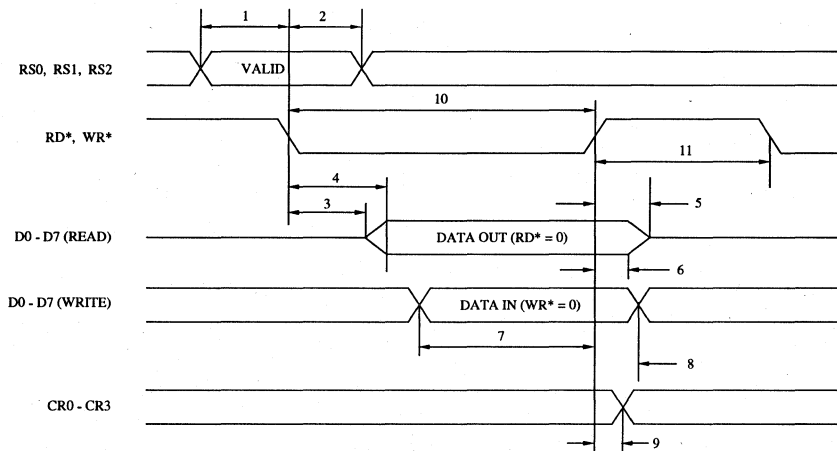 1
2
RS0, RS1, RS2
VALID
10
RD*, WR*
11
4
3
5
D0 - D7 (READ)
DATA OUT (RD* = 0)
6
D0 - D7 (WRITE)
DATA IN (WR* = 0)
7
8
CR0 - CR3
9